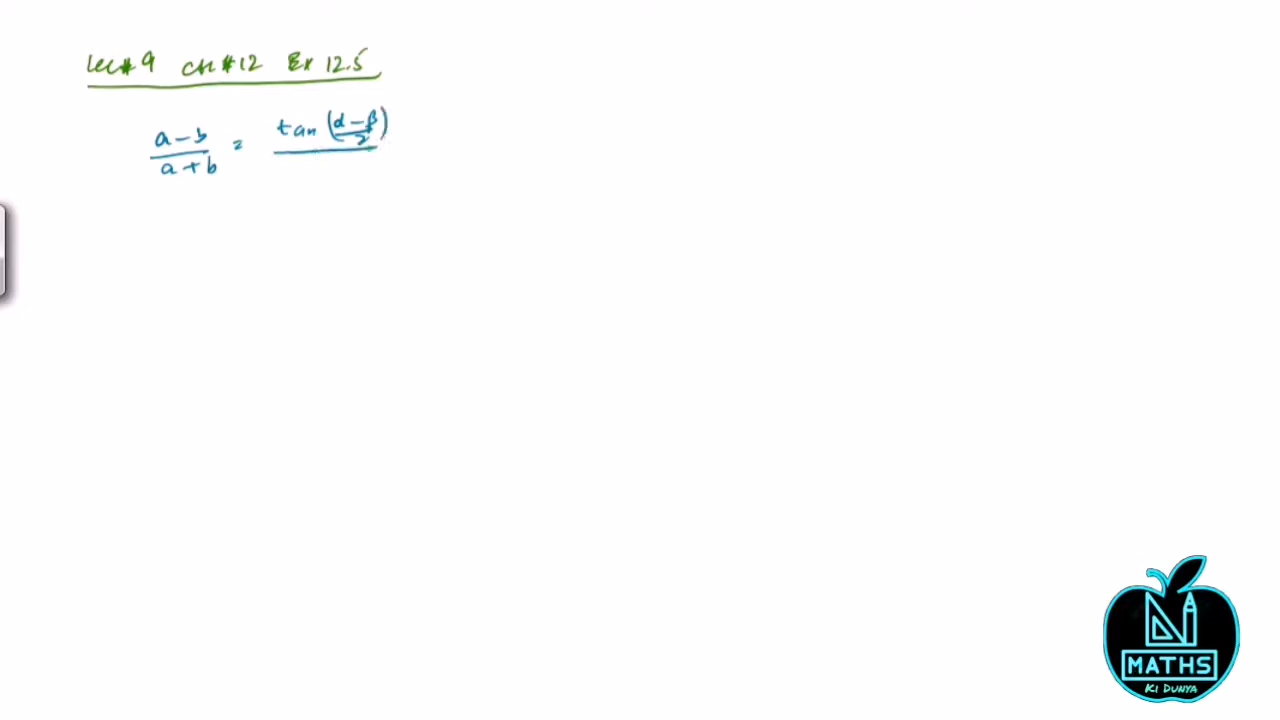 Lec# 9 CH #12 Ex 12.5
a-b/a+b = tan (α-β/2)
MATHS
KI DUNYA